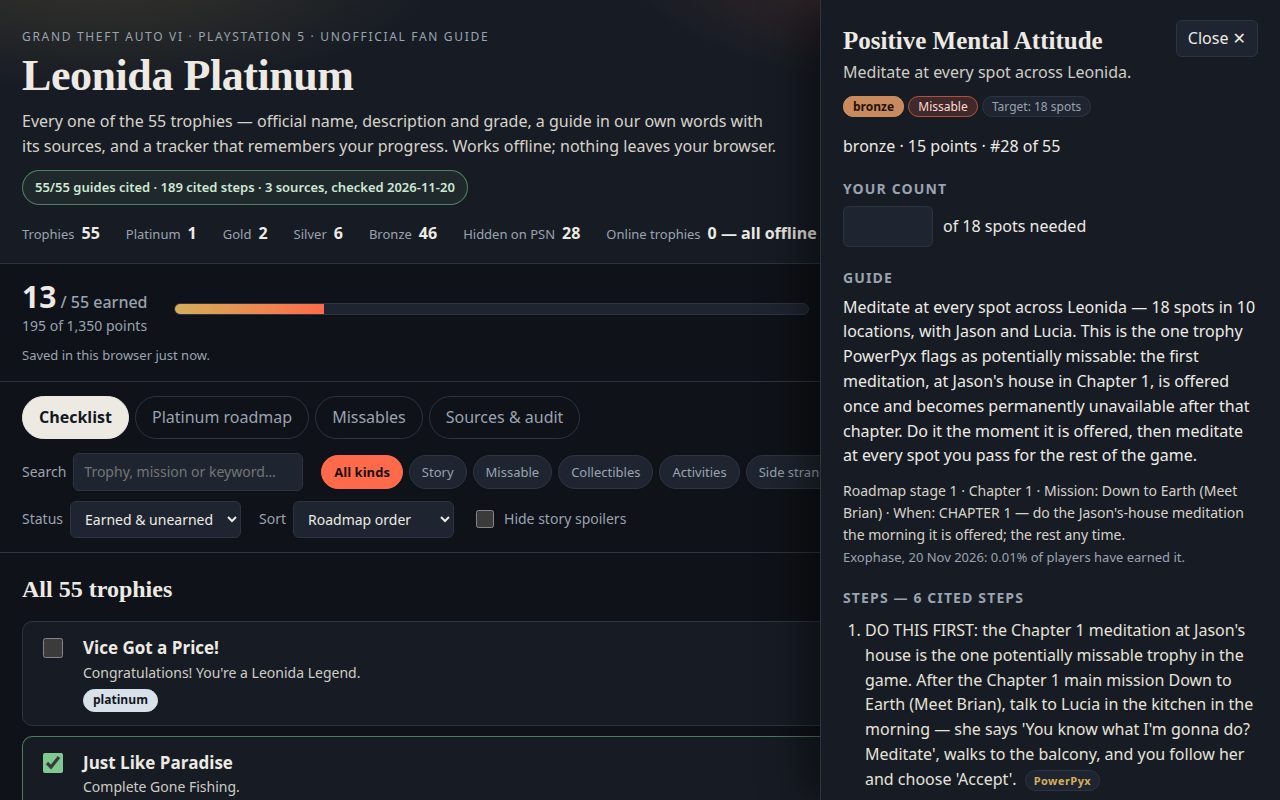 GRAND THEFT AUTO VI · PLAYSTATION 5 · UNOFFICIAL FAN GUIDE
Leonida Platinum
Every one of the 55 trophies — official name, description and grade, a guide in our own words with
its sources, and a tracker that remembers your progress. Works offline; nothing leaves your browser.
55/55 guides cited · 189 cited steps · 3 sources, checked 2026-11-20
Trophies 55 Platinum 1 Gold 2 Silver 6 Bronze 46 Hidden on PSN 28 Online trophies 0 — all offline
13 / 55 earned
195 of 1,350 points
Saved in this browser just now.
Checklist Platinum roadmap Missables Sources & audit
Search Trophy, mission or keyword... All kinds Story Missable Collectibles Activities Side stran
Status Earned & unearned Sort Roadmap order Hide story spoilers
All 55 trophies
Vice Got a Price!
Congratulations! You're a Leonida Legend.
platinum
Just Like Paradise
Complete Gone Fishing.
Positive Mental Attitude
Close ✕
Meditate at every spot across Leonida.
bronze Missable Target: 18 spots
bronze · 15 points · #28 of 55
YOUR COUNT
of 18 spots needed
GUIDE
Meditate at every spot across Leonida — 18 spots in 10
locations, with Jason and Lucia. This is the one trophy
PowerPyx flags as potentially missable: the first
meditation, at Jason's house in Chapter 1, is offered
once and becomes permanently unavailable after that
chapter. Do it the moment it is offered, then meditate
at every spot you pass for the rest of the game.
Roadmap stage 1 · Chapter 1 · Mission: Down to Earth (Meet
Brian) · When: CHAPTER 1 — do the Jason's-house meditation
the morning it is offered; the rest any time.
Exophase, 20 Nov 2026: 0.01% of players have earned it.
STEPS — 6 CITED STEPS
1. DO THIS FIRST: the Chapter 1 meditation at Jason's
house is the one potentially missable trophy in the
game. After the Chapter 1 main mission Down to
Earth (Meet Brian), talk to Lucia in the kitchen in the
morning — she says 'You know what I'm gonna do?
Meditate', walks to the balcony, and you follow her
and choose 'Accept'. PowerPyx